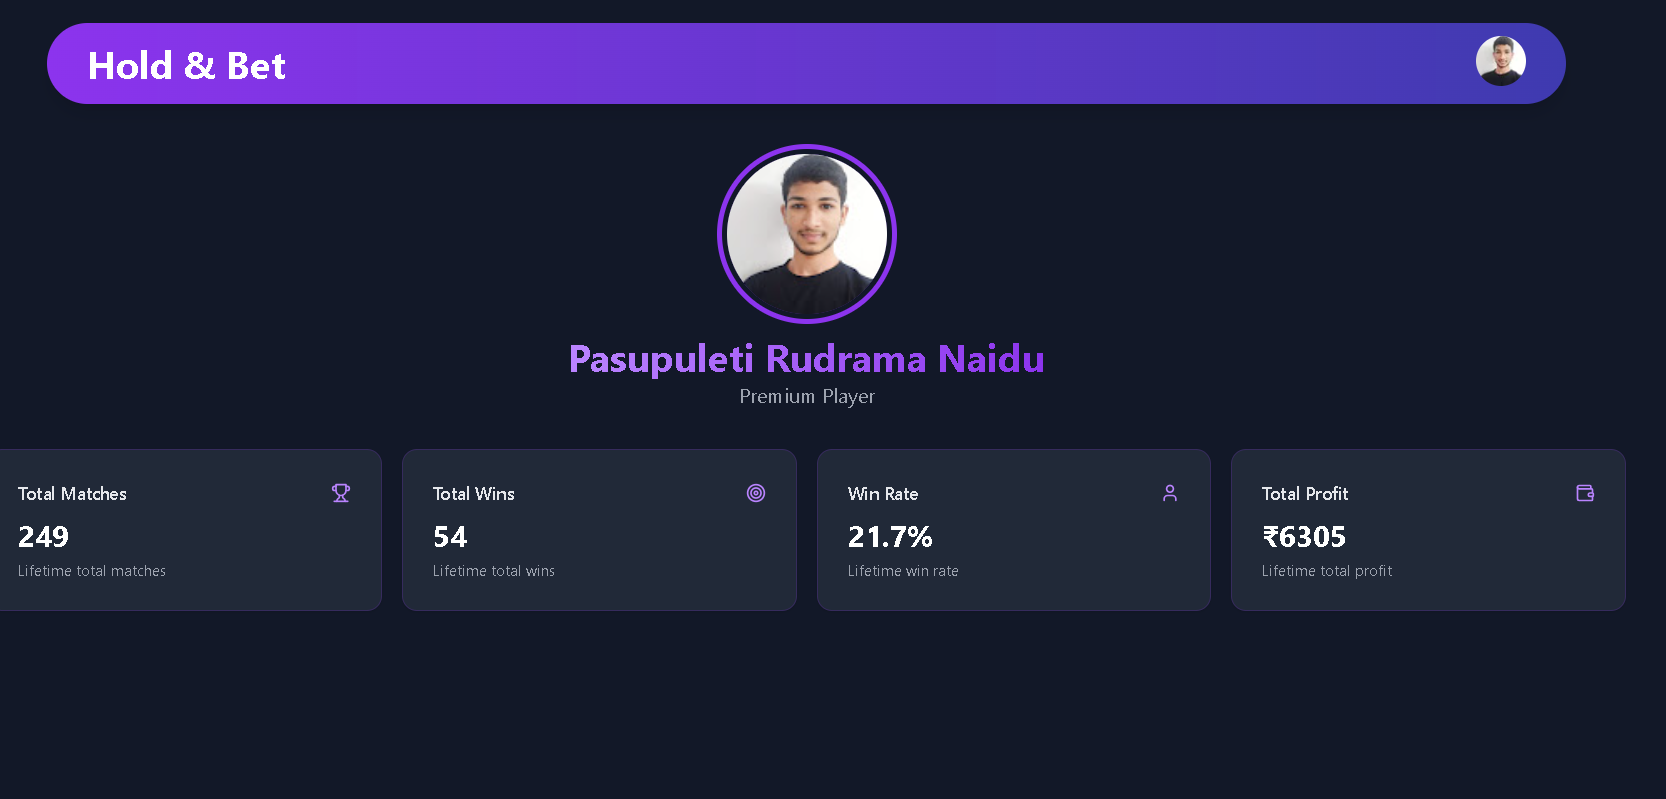 Hold & Bet
Pasupuleti Rudrama Naidu
Premium Player
Total Matches
249
Lifetime total matches
Total Wins
54
Lifetime total wins
Win Rate
21.7%
Lifetime win rate
Total Profit
₹6305
Lifetime total profit